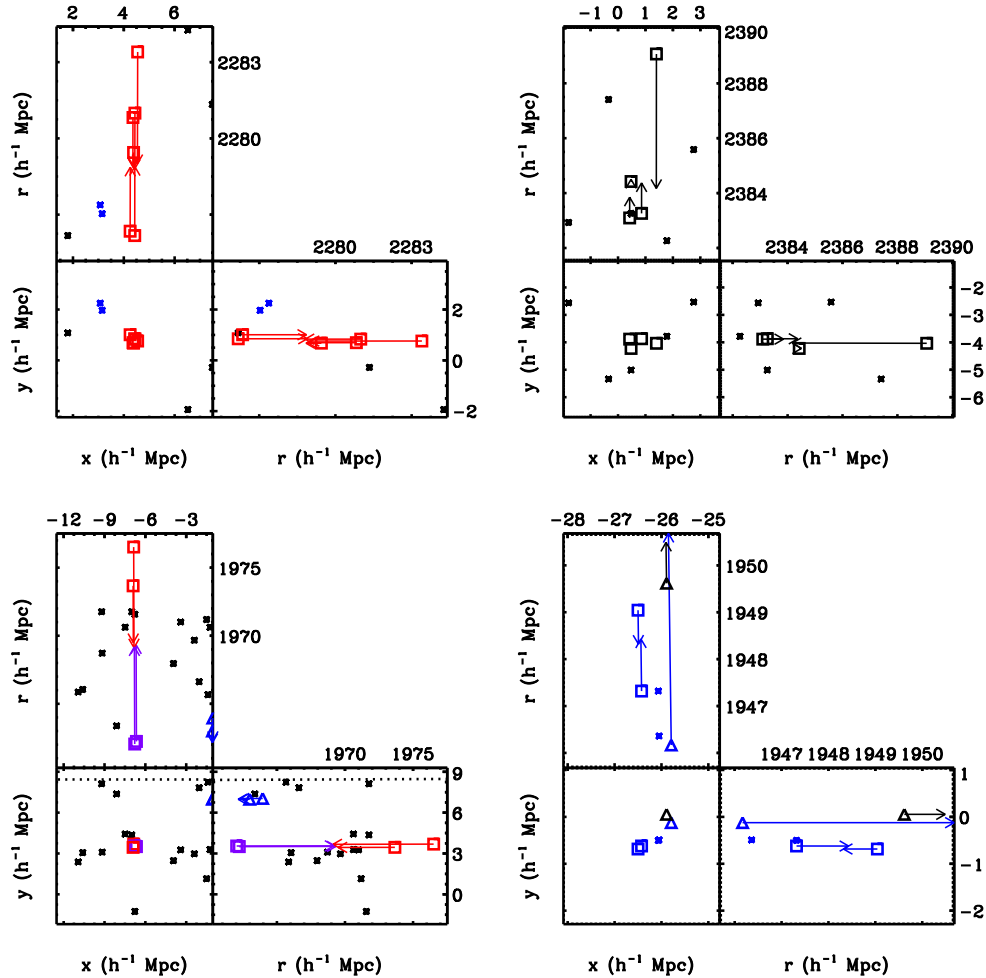 2 4 6
-1 0 1 2 3
r (h⁻¹ Mpc)
2283
2280
r (h⁻¹ Mpc)
2390
2388
2386
2384
2280 2283
2384 2386 2388 2390
y (h⁻¹ Mpc)
2
0
-2
y (h⁻¹ Mpc)
-2
-3
-4
-5
-6
x (h⁻¹ Mpc) r (h⁻¹ Mpc)
x (h⁻¹ Mpc) r (h⁻¹ Mpc)
-12 -9 -6 -3
-28 -27 -26 -25
r (h⁻¹ Mpc)
1975
1970
r (h⁻¹ Mpc)
1950
1949
1948
1947
1970 1975
1947 1948 1949 1950
y (h⁻¹ Mpc)
9
6
3
0
y (h⁻¹ Mpc)
1
0
-1
-2
x (h⁻¹ Mpc) r (h⁻¹ Mpc)
x (h⁻¹ Mpc) r (h⁻¹ Mpc)